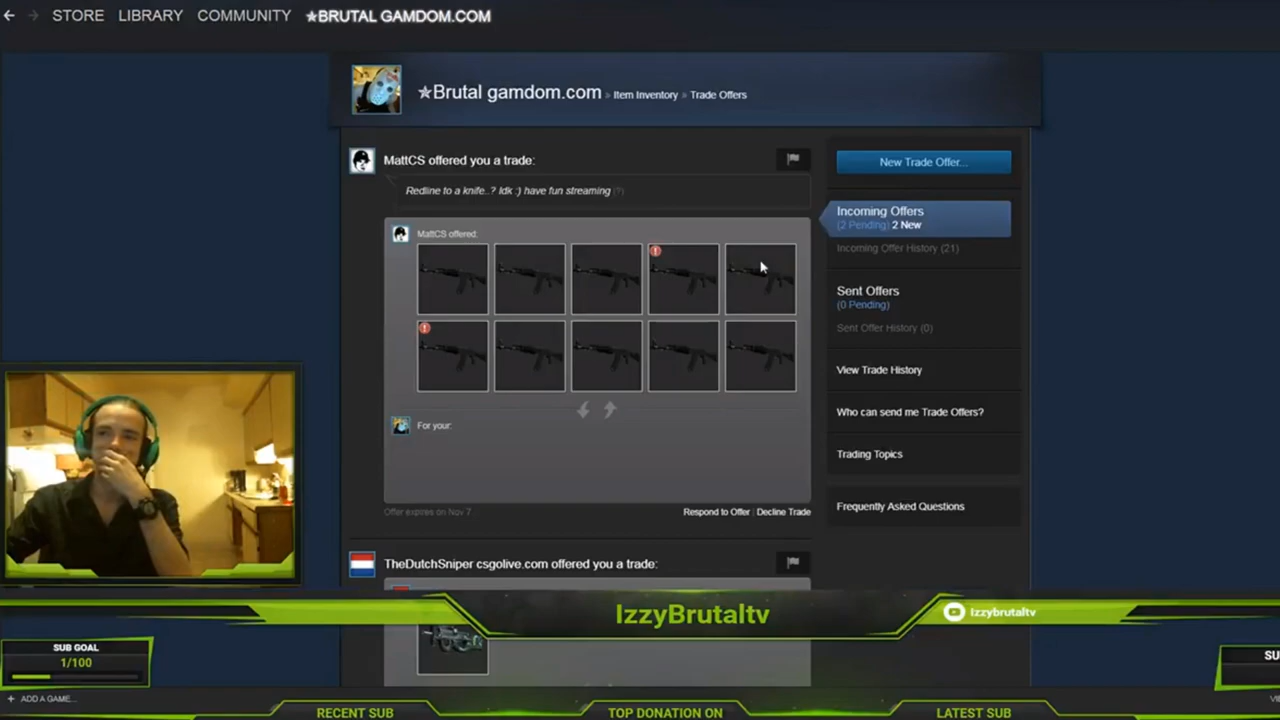 STORE LIBRARY COMMUNITY ★BRUTAL GAMDOM.COM
★Brutal gamdom.com » Item Inventory » Trade Offers
MattCS offered you a trade:
Redline to a knife..? Idk :) have fun streaming (?)
MattCS offered:
For your:
Offer expires on Nov 7
Respond to Offer | Decline Trade
TheDutchSniper csgolive.com offered you a trade:
New Trade Offer...
Incoming Offers
(2 Pending) 2 New
Incoming Offer History (21)
Sent Offers
(0 Pending)
Sent Offer History (0)
View Trade History
Who can send me Trade Offers?
Trading Topics
Frequently Asked Questions
IzzyBrutaltv
Izzybrutaltv
SUB GOAL
1/100
SU
+ ADD A GAME...
RECENT SUB
TOP DONATION ON
LATEST SUB